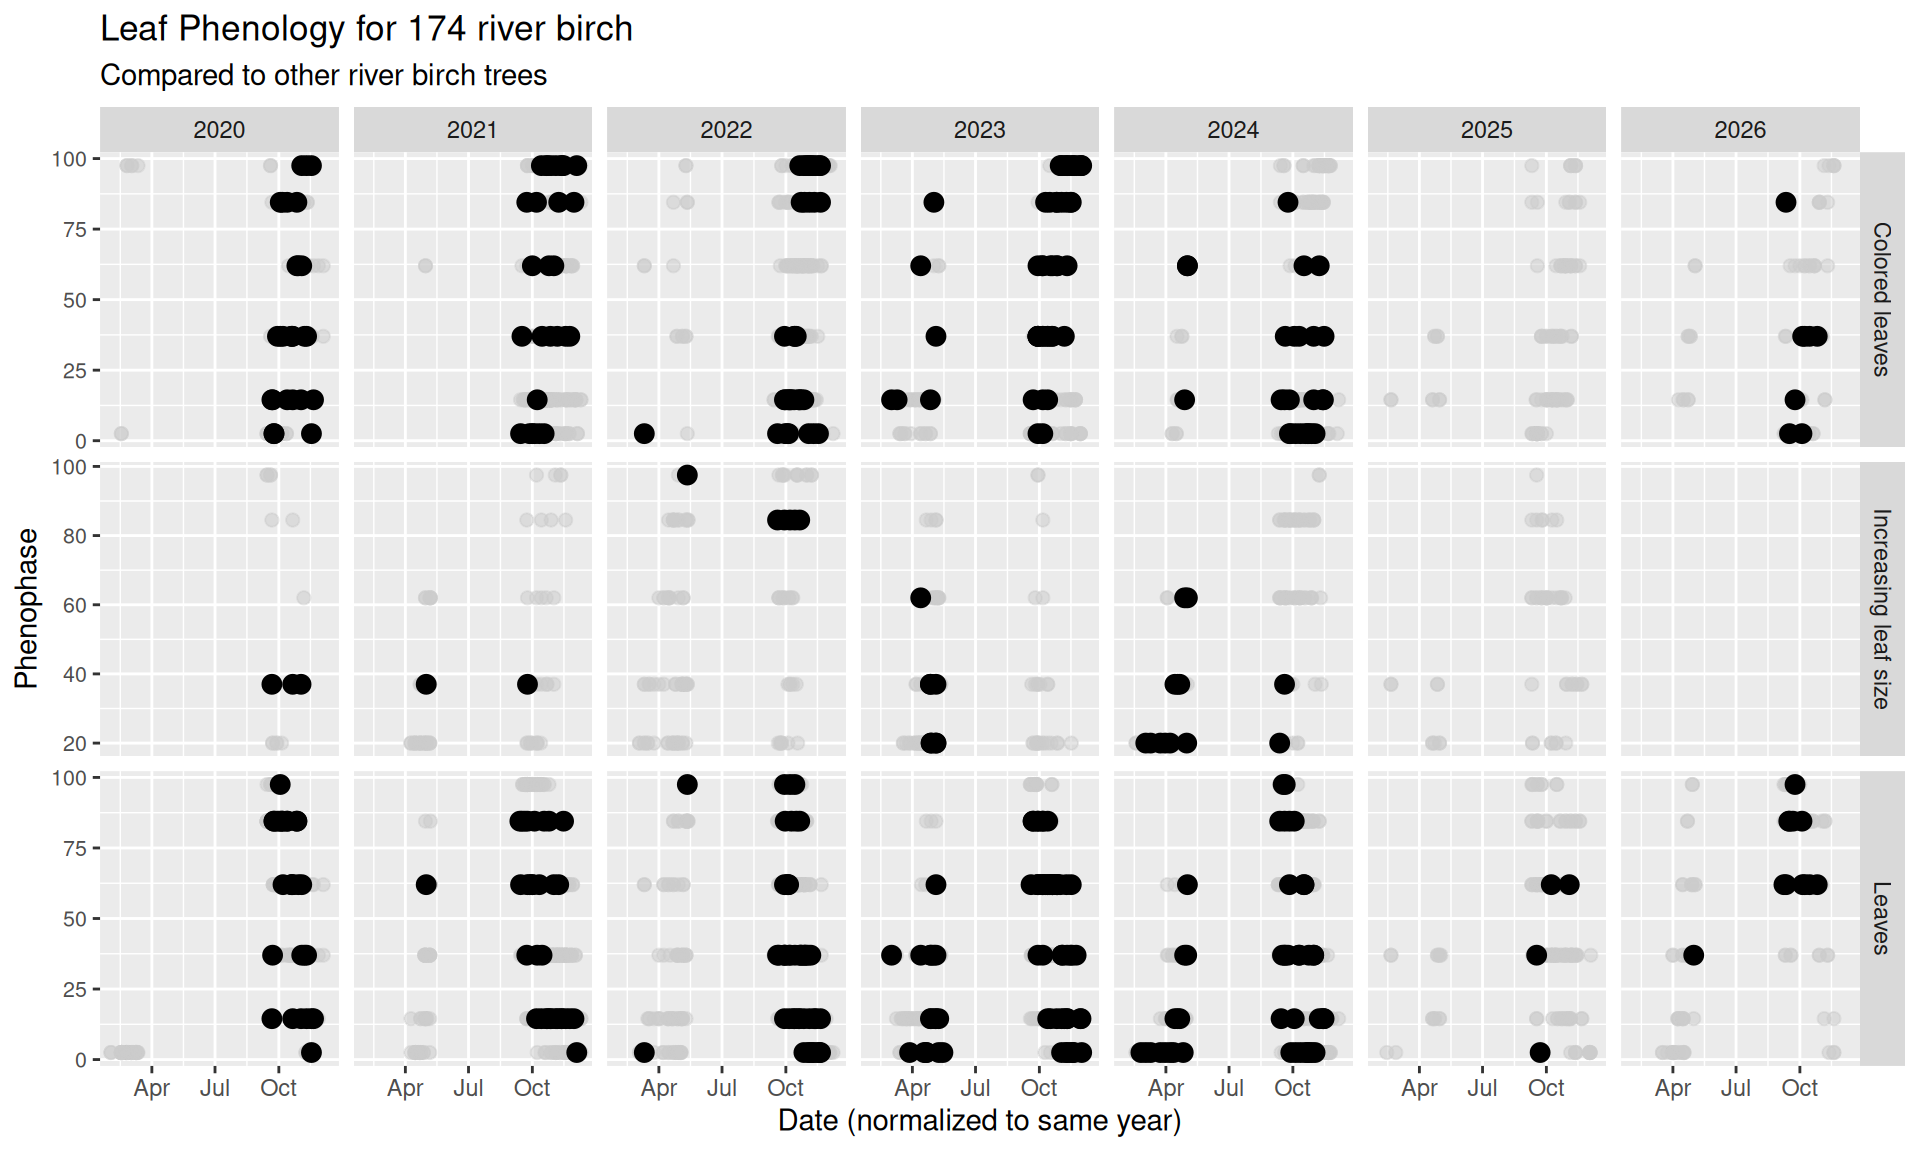 Leaf Phenology for 174 river birch
Compared to other river birch trees
2020 2021 2022 2023 2024 2025 2026
100
75
50
25
0
Colored leaves
100
80
60
40
20
Increasing leaf size
100
75
50
25
0
Leaves
Phenophase
Apr Jul Oct Apr Jul Oct Apr Jul Oct Apr Jul Oct Apr Jul Oct Apr Jul Oct Apr Jul Oct
Date (normalized to same year)